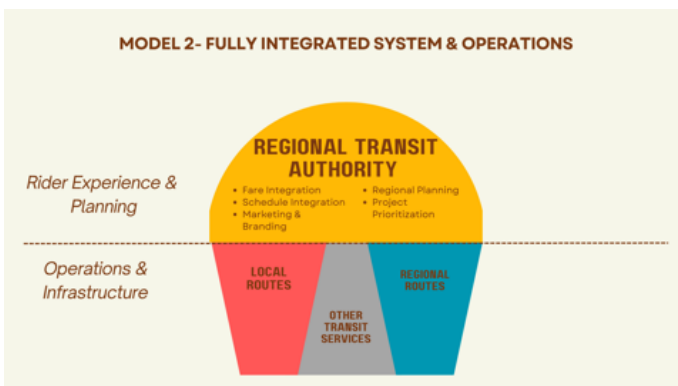 MODEL 2- FULLY INTEGRATED SYSTEM & OPERATIONS
REGIONAL TRANSIT
AUTHORITY
Rider Experience &
Planning
• Fare Integration
• Schedule Integration
• Marketing &
Branding
• Regional Planning
• Project
Prioritization
Operations &
Infrastructure
LOCAL
ROUTES
OTHER
TRANSIT
SERVICES
REGIONAL
ROUTES